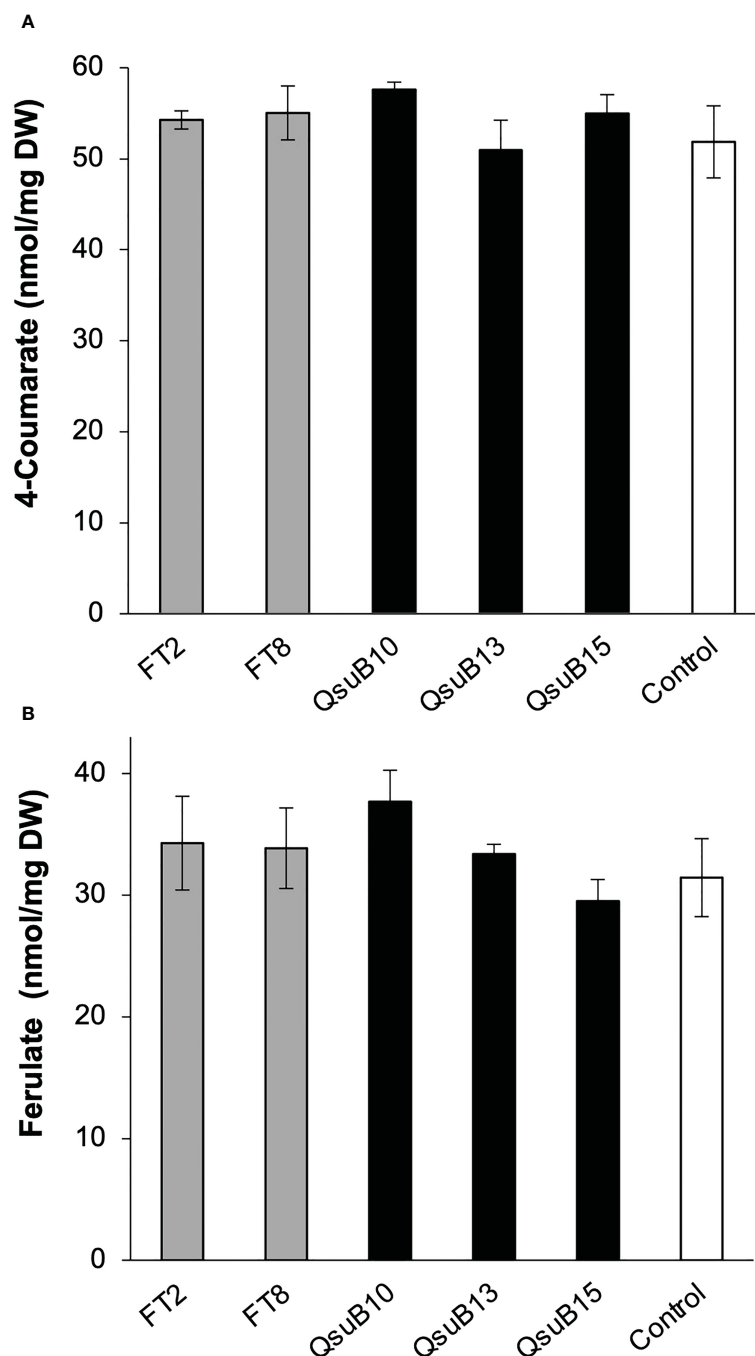 A
4-Coumarate (nmol/mg DW)
60
50
40
30
20
10
0
FT2
FT8
QsuB10
QsuB13
QsuB15
Control
B
Ferulate (nmol/mg DW)
40
30
20
10
0
FT2
FT8
QsuB10
QsuB13
QsuB15
Control